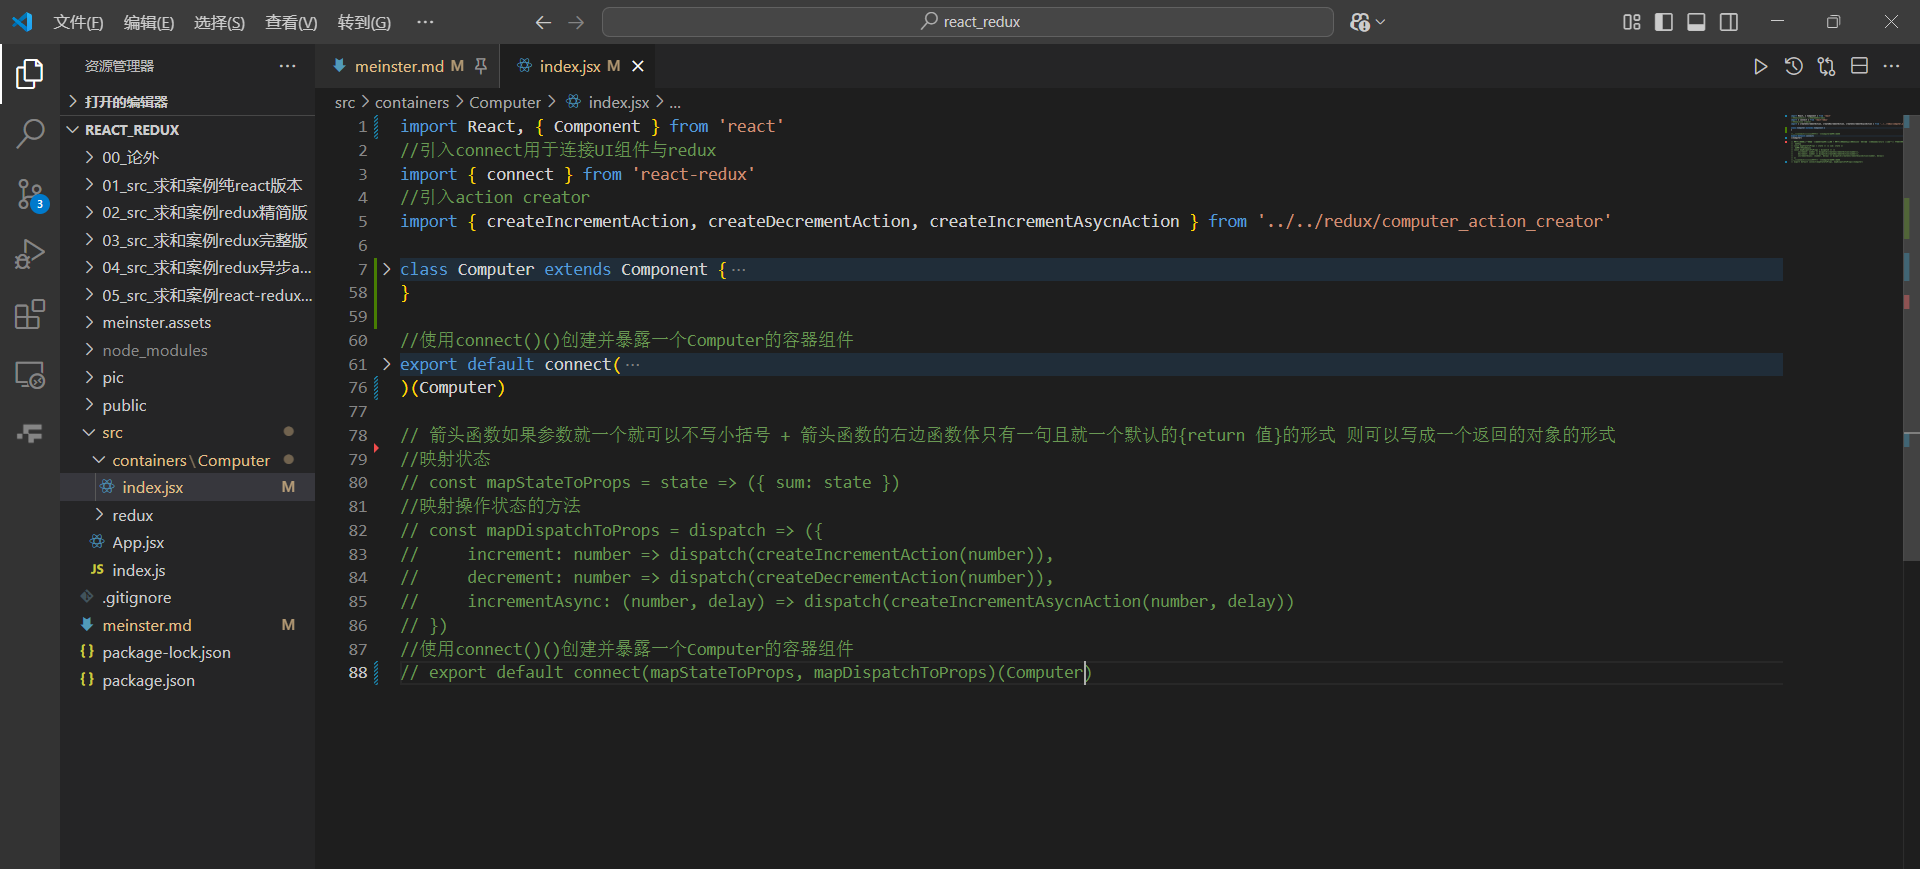 文件(F) 编辑(E) 选择(S) 查看(V) 转到(G) ··· react_redux
资源管理器 ···
打开的编辑器
REACT_REDUX
00_论外
01_src_求和案例纯react版本
02_src_求和案例redux精简版
03_src_求和案例redux完整版
04_src_求和案例redux异步a...
05_src_求和案例react-redux...
meinster.assets
node_modules
pic
public
src
containers\Computer
index.jsx M
redux
App.jsx
JS index.js
.gitignore
meinster.md M
{} package-lock.json
{} package.json
3
meinster.md M index.jsx M
src > containers > Computer > index.jsx > ...
1 import React, { Component } from 'react'
2 //引入connect用于连接UI组件与redux
3 import { connect } from 'react-redux'
4 //引入action creator
5 import { createIncrementAction, createDecrementAction, createIncrementAsycnAction } from '../../redux/computer_action_creator'
6
7 class Computer extends Component { ···
58 }
59
60 //使用connect()()创建并暴露一个Computer的容器组件
61 export default connect( ···
76 )(Computer)
77
78 // 箭头函数如果参数就一个就可以不写小括号 + 箭头函数的右边函数体只有一句且就一个默认的{return 值}的形式 则可以写成一个返回的对象的形式
79 //映射状态
80 // const mapStateToProps = state => ({ sum: state })
81 //映射操作状态的方法
82 // const mapDispatchToProps = dispatch => ({
83 //     increment: number => dispatch(createIncrementAction(number)),
84 //     decrement: number => dispatch(createDecrementAction(number)),
85 //     incrementAsync: (number, delay) => dispatch(createIncrementAsycnAction(number, delay))
86 // })
87 //使用connect()()创建并暴露一个Computer的容器组件
88 // export default connect(mapStateToProps, mapDispatchToProps)(Computer)